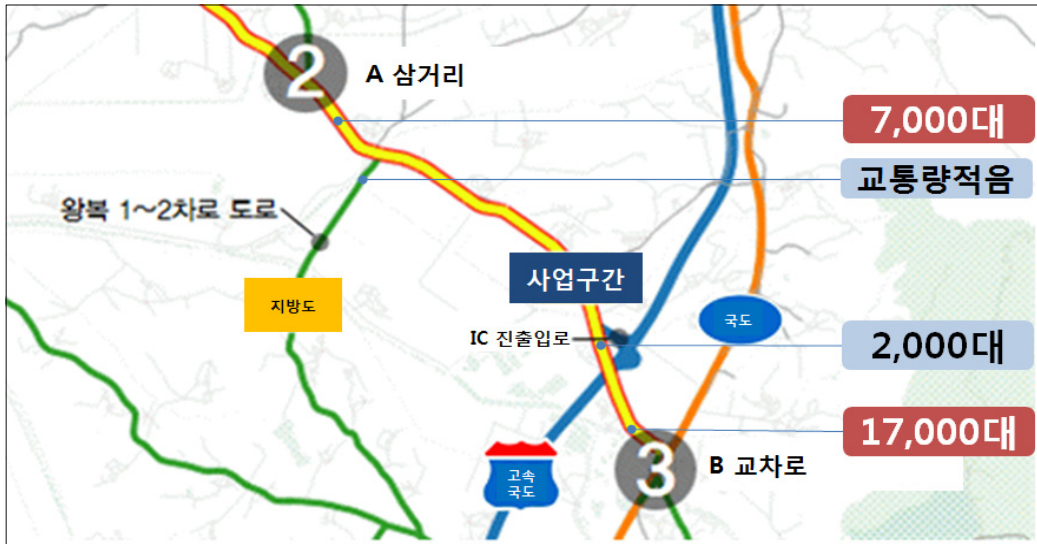 2
A 삼거리
7,000대
교통량적음
왕복 1~2차로 도로
사업구간
지방도
국도
IC 진출입로
2,000대
17,000대
고속
국도
3
B 교차로